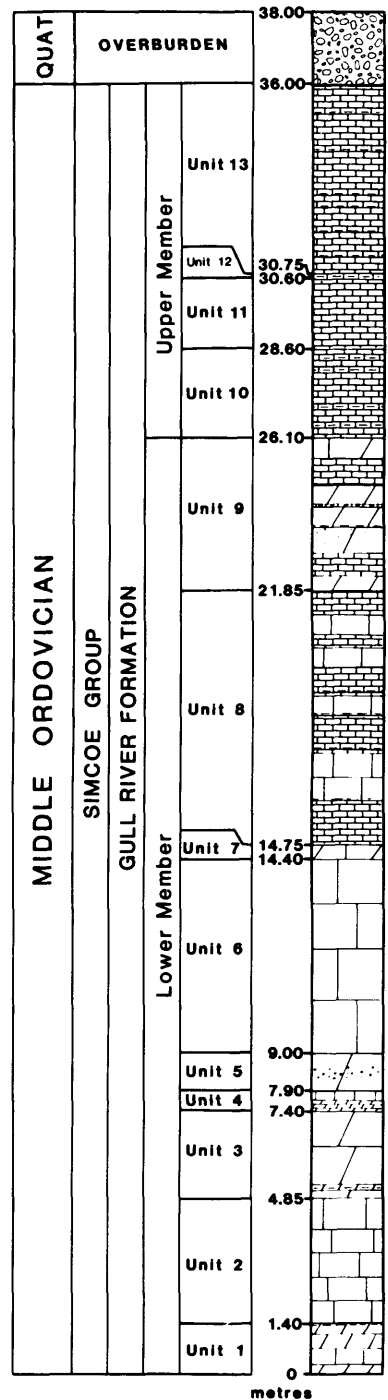 38.00
QUAT
OVERBURDEN
36.00
MIDDLE ORDOVICIAN
SIMCOE GROUP
GULL RIVER FORMATION
Upper Member
Unit 13
Unit 12
30.75
30.60
Unit 11
28.60
Unit 10
26.10
Lower Member
Unit 9
21.85
Unit 8
14.75
Unit 7
14.40
Unit 6
9.00
Unit 5
7.90
Unit 4
7.40
Unit 3
4.85
Unit 2
1.40
Unit 1
0
metres